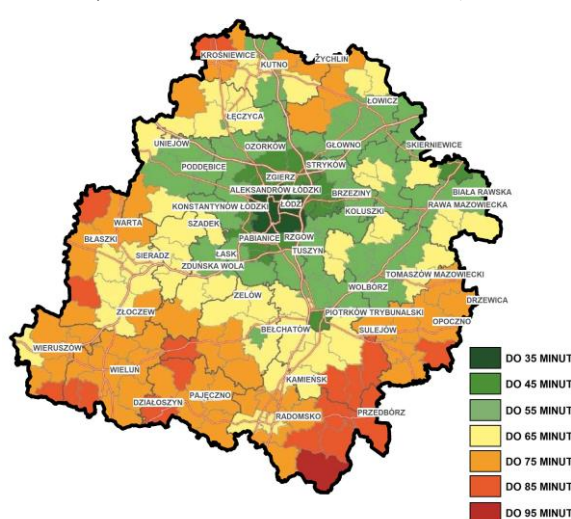 KROŚNIEWICE
KUTNO
ŻYCHLIN
ŁOWICZ
ŁĘCZYCA
UNIEJÓW
OZORKÓW
GŁOWNO
SKIERNIEWICE
STRYKÓW
PODDĘBICE
ZGIERZ
BIAŁA RAWSKA
ALEKSANDRÓW ŁÓDZKI
BRZEZINY
RAWA MAZOWIECKA
KONSTANTYNÓW ŁÓDZKI
ŁÓDŹ
KOLUSZKI
WARTA
SZADEK
PABIANICE
RZGÓW
BŁASZKI
SIERADZ
ŁASK
TUSZYN
ZDUŃSKA WOLA
TOMASZÓW MAZOWIECKI
ZELÓW
WOLBÓRZ
DRZEWICA
ZŁOCZEW
PIOTRKÓW TRYBUNALSKI
OPOCZNO
BEŁCHATÓW
SULEJÓW
WIERUSZÓW
WIELUŃ
KAMIEŃSK
PAJĘCZNO
DZIAŁOSZYN
RADOMSKO
PRZEDBÓRZ
DO 35 MINUT
DO 45 MINUT
DO 55 MINUT
DO 65 MINUT
DO 75 MINUT
DO 85 MINUT
DO 95 MINUT